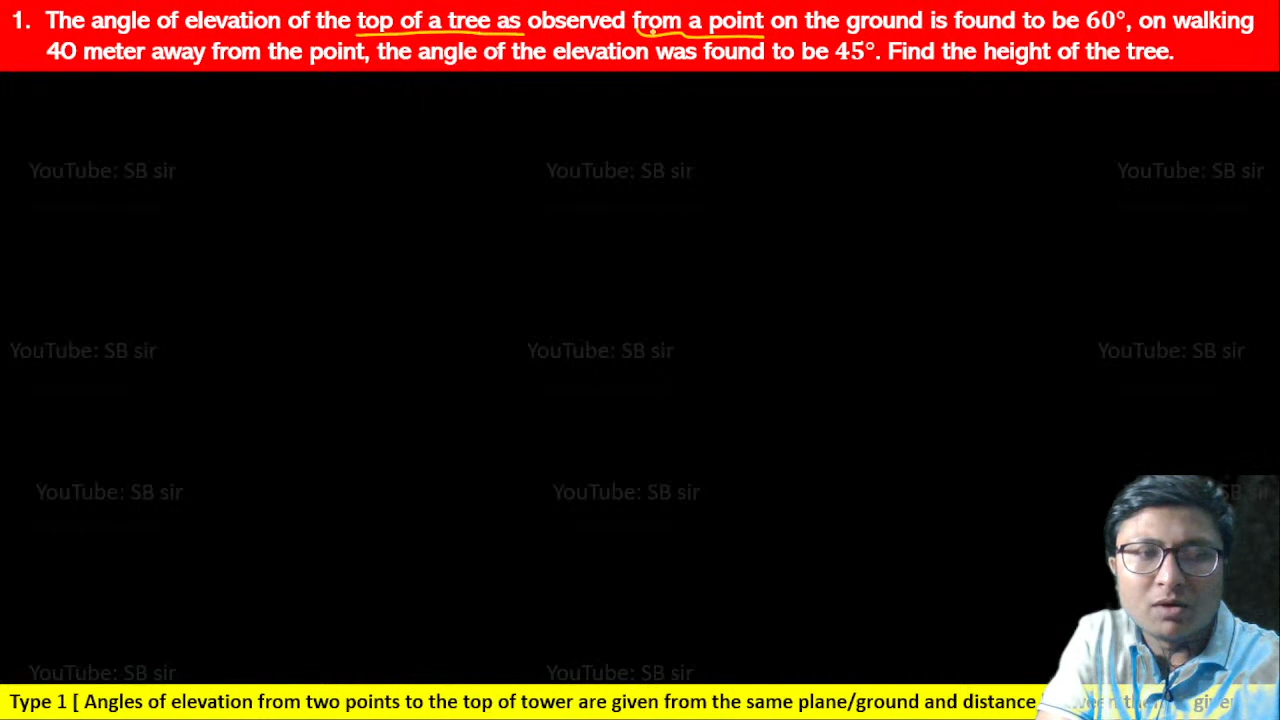 1. The angle of elevation of the top of a tree as observed from a point on the ground is found to be 60°, on walking
40 meter away from the point, the angle of the elevation was found to be 45°. Find the height of the tree.
YouTube: SB sir YouTube: SB sir YouTube: SB sir
YouTube: SB sir YouTube: SB sir YouTube: SB sir
YouTube: SB sir YouTube: SB sir SB sir
YouTube: SB sir YouTube: SB sir
Type 1 [ Angles of elevation from two points to the top of tower are given from the same plane/ground and distance